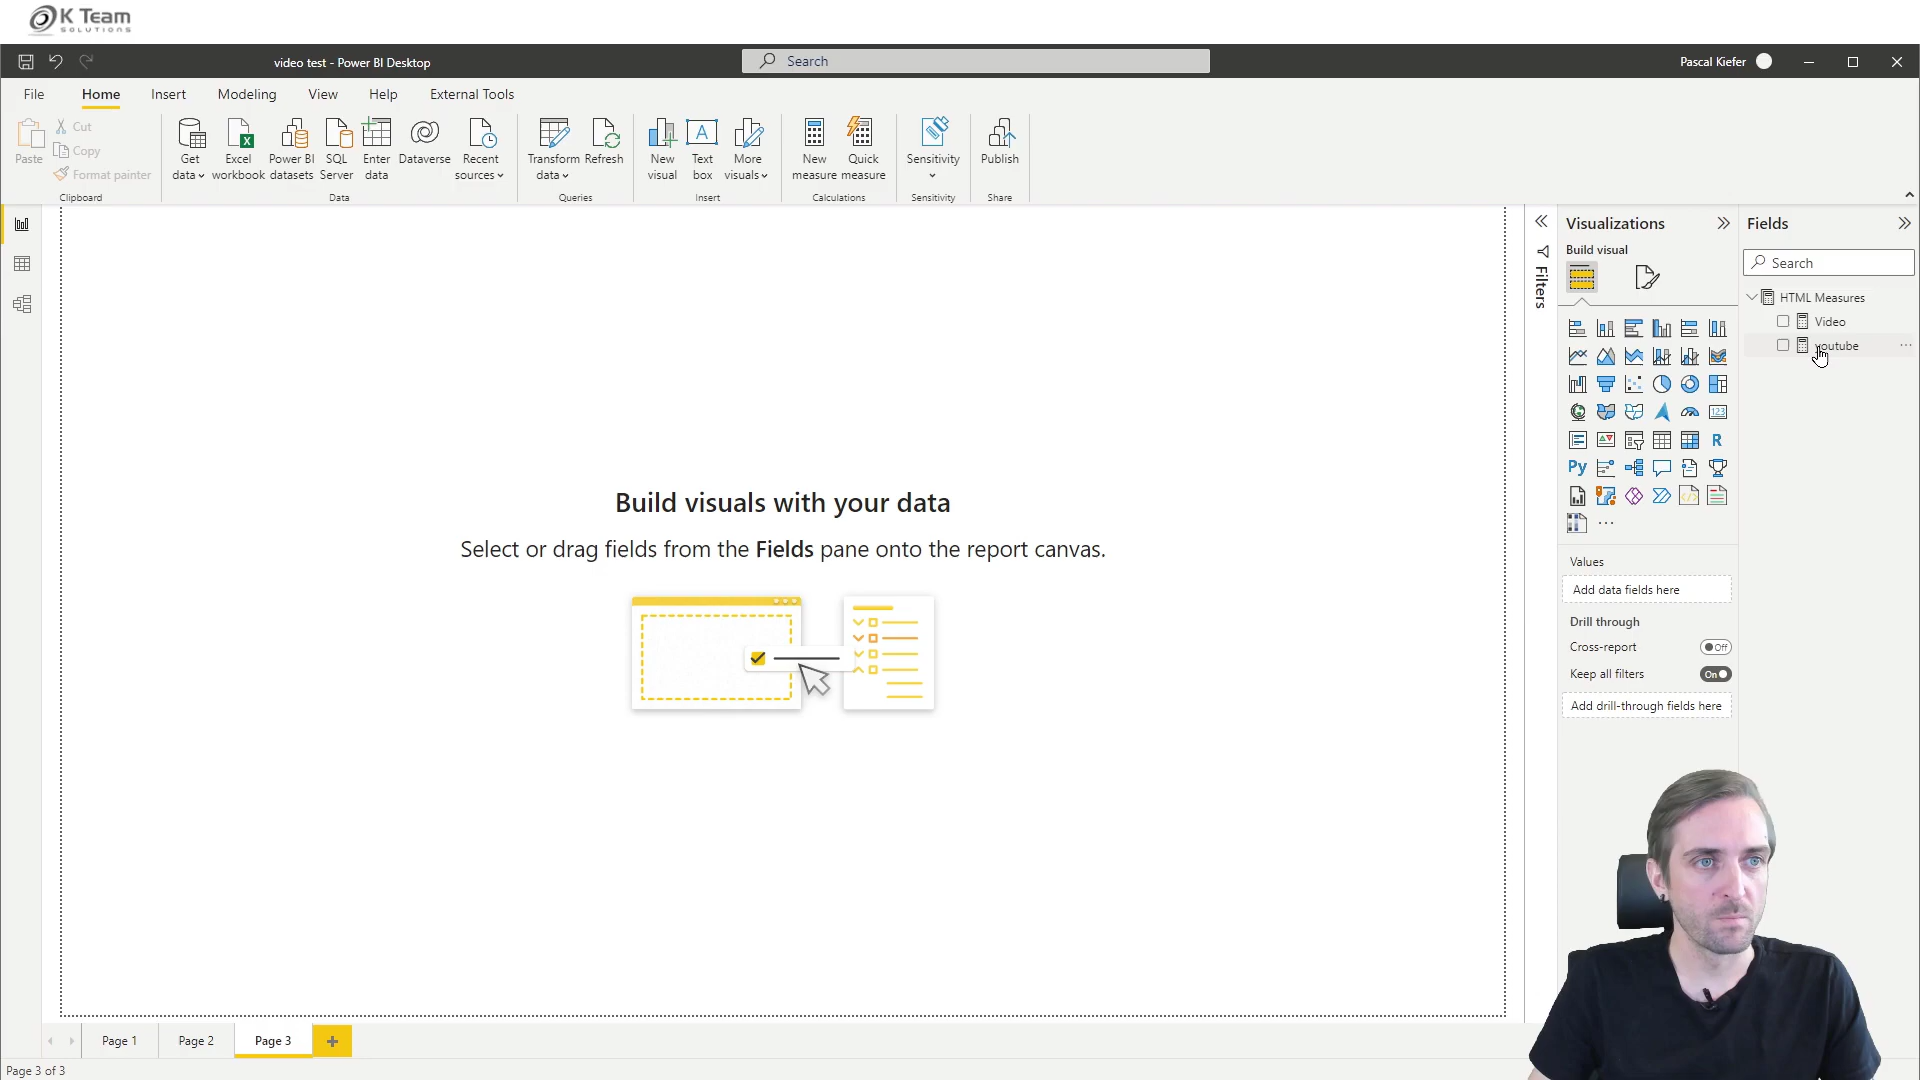 K Team
SOLUTIONS
video test - Power BI Desktop
Search
Pascal Kiefer
File
Home
Insert
Modeling
View
Help
External Tools
Paste
Cut
Copy
Format painter
Clipboard
Get data
Excel workbook
Power BI datasets
SQL Server
Enter data
Dataverse
Recent sources
Data
Transform data
Refresh
Queries
New visual
Text box
More visuals
Insert
New measure
Quick measure
Calculations
Sensitivity
Sensitivity
Publish
Share
Build visuals with your data
Select or drag fields from the Fields pane onto the report canvas.
Filters
Visualizations
Build visual
123
R
Py
Values
Add data fields here
Drill through
Cross-report
Off
Keep all filters
On
Add drill-through fields here
Fields
Search
HTML Measures
Video
youtube
Page 1
Page 2
Page 3
Page 3 of 3